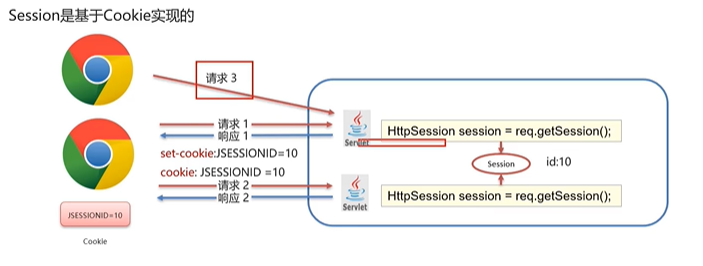 Session是基于Cookie实现的
请求 3
请求 1
响应 1
Servlet
HttpSession session = req.getSession();
set-cookie:JSESSIONID=10
cookie: JSESSIONID =10
Session
id:10
请求 2
响应 2
Servlet
HttpSession session = req.getSession();
JSESSIONID=10
Cookie